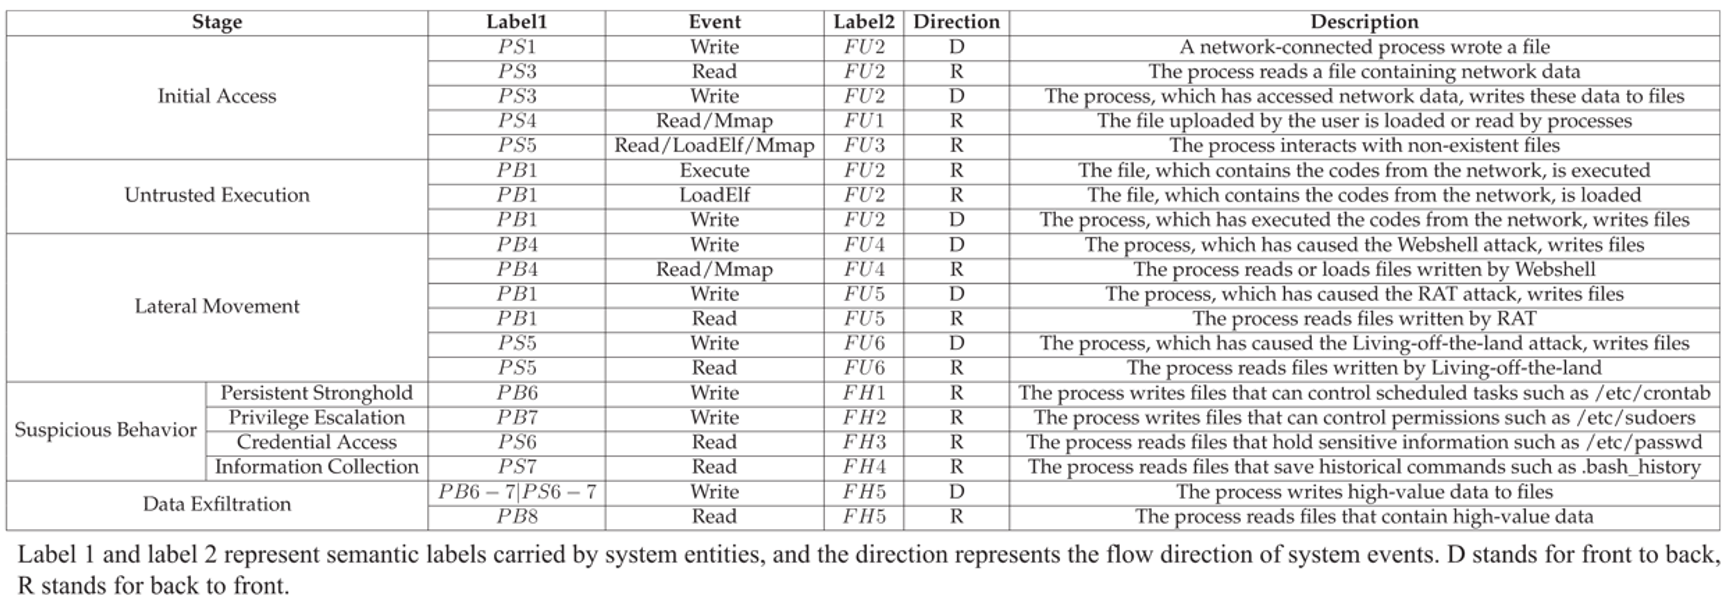 Stage Label1 Event Label2 Direction Description
Initial Access
PS1 Write FU2 D A network-connected process wrote a file
PS3 Read FU2 R The process reads a file containing network data
PS3 Write FU2 D The process, which has accessed network data, writes these data to files
PS4 Read/Mmap FU1 R The file uploaded by the user is loaded or read by processes
PS5 Read/LoadElf/Mmap FU3 R The process interacts with non-existent files
Untrusted Execution
PB1 Execute FU2 R The file, which contains the codes from the network, is executed
PB1 LoadElf FU2 R The file, which contains the codes from the network, is loaded
PB1 Write FU2 D The process, which has executed the codes from the network, writes files
Lateral Movement
PB4 Write FU4 D The process, which has caused the Webshell attack, writes files
PB4 Read/Mmap FU4 R The process reads or loads files written by Webshell
PB1 Write FU5 D The process, which has caused the RAT attack, writes files
PB1 Read FU5 R The process reads files written by RAT
PS5 Write FU6 D The process, which has caused the Living-off-the-land attack, writes files
PS5 Read FU6 R The process reads files written by Living-off-the-land
Suspicious Behavior
Persistent Stronghold PB6 Write FH1 R The process writes files that can control scheduled tasks such as /etc/crontab
Privilege Escalation PB7 Write FH2 R The process writes files that can control permissions such as /etc/sudoers
Credential Access PS6 Read FH3 R The process reads files that hold sensitive information such as /etc/passwd
Information Collection PS7 Read FH4 R The process reads files that save historical commands such as .bash_history
Data Exfiltration
PB6 − 7|PS6 − 7 Write FH5 D The process writes high-value data to files
PB8 Read FH5 R The process reads files that contain high-value data
Label 1 and label 2 represent semantic labels carried by system entities, and the direction represents the flow direction of system events. D stands for front to back,
R stands for back to front.